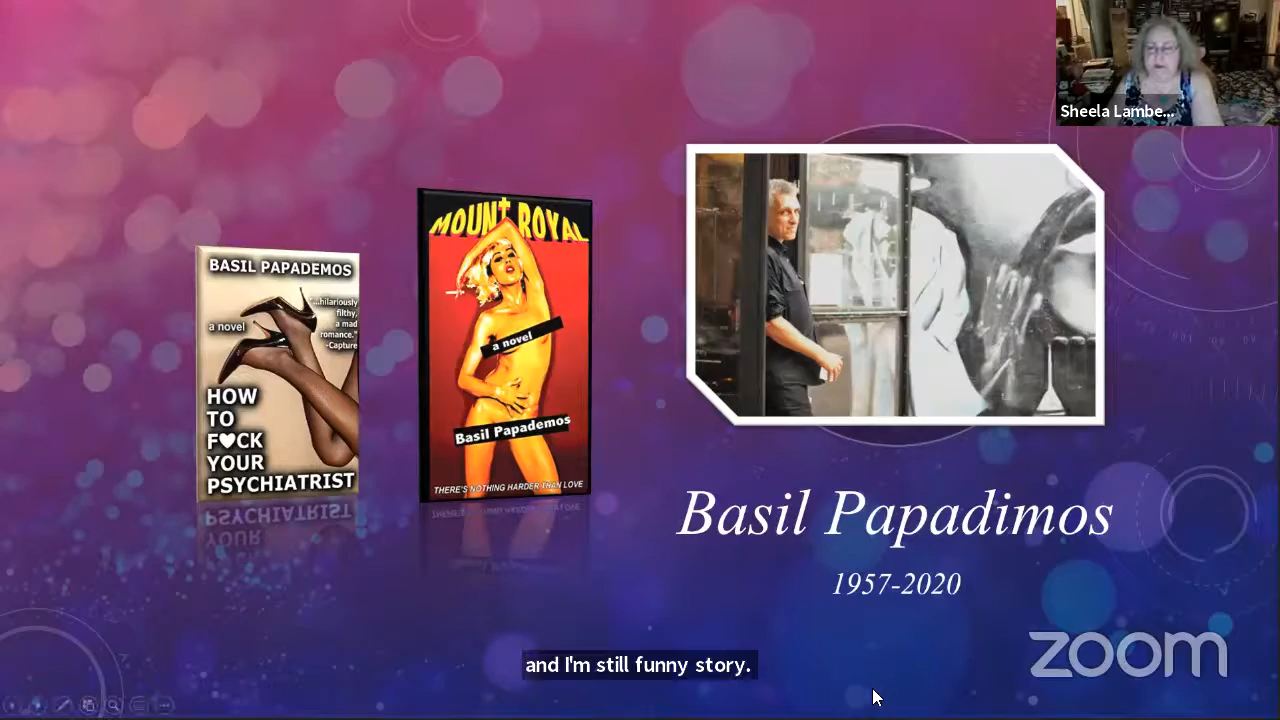 Sheela Lambe...
BASIL PAPADEMOS
"...hilariously
filthy,
a mad
romance."
-Capture
a novel
HOW
TO
F♥CK
YOUR
PSYCHIATRIST
MOUNT ROYAL
a novel
Basil Papademos
THERE'S NOTHING HARDER THAN LOVE
Basil Papadimos
1957-2020
and I'm still funny story.
zoom